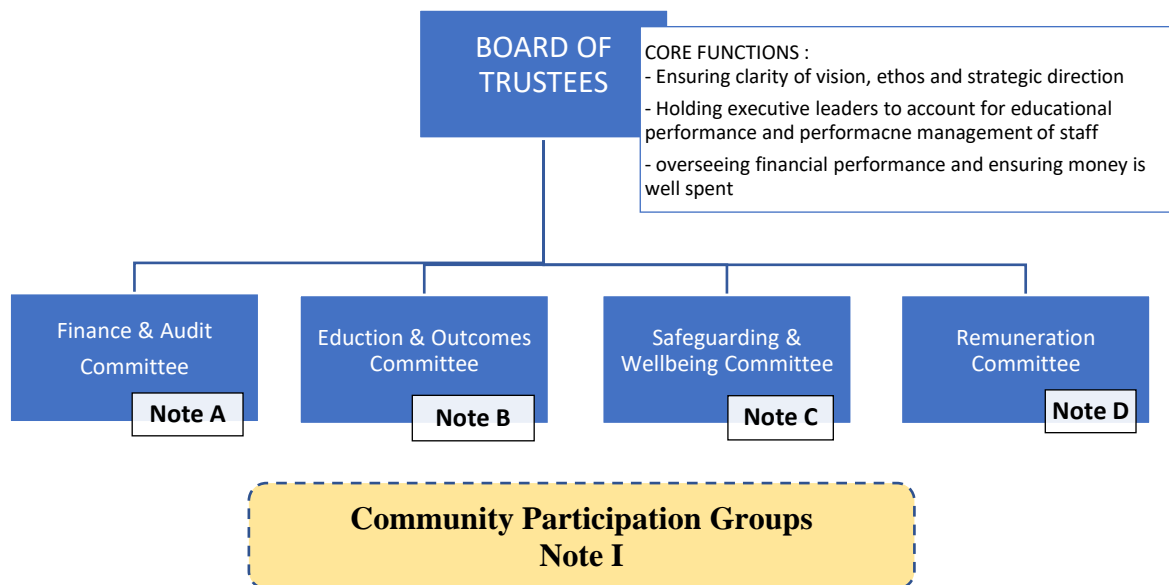 BOARD OF
TRUSTEES
CORE FUNCTIONS :
- Ensuring clarity of vision, ethos and strategic direction
- Holding executive leaders to account for educational
performance and performacne management of staff
- overseeing financial performance and ensuring money is
well spent
Finance & Audit
Committee
Note A
Eduction & Outcomes
Committee
Note B
Safeguarding &
Wellbeing Committee
Note C
Remuneration
Committee
Note D
Community Participation Groups
Note I